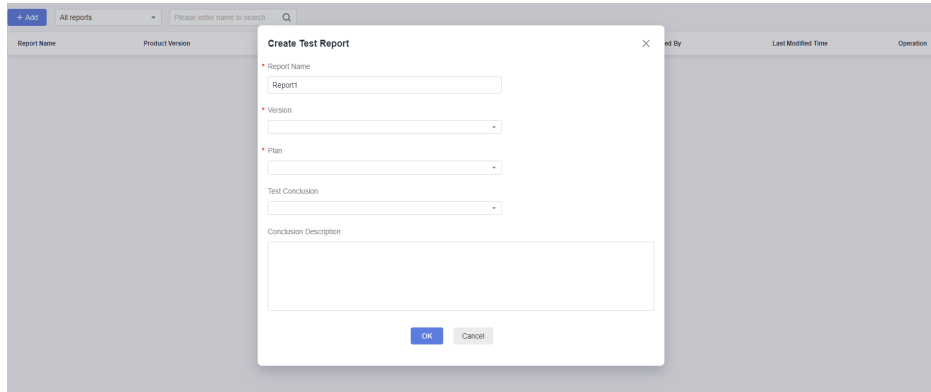 + Add
All reports
Please enter name to search
Report Name
Product Version
ed By
Last Modified Time
Operation
Create Test Report
* Report Name
Report1
* Version
* Plan
Test Conclusion
Conclusion Description
OK
Cancel